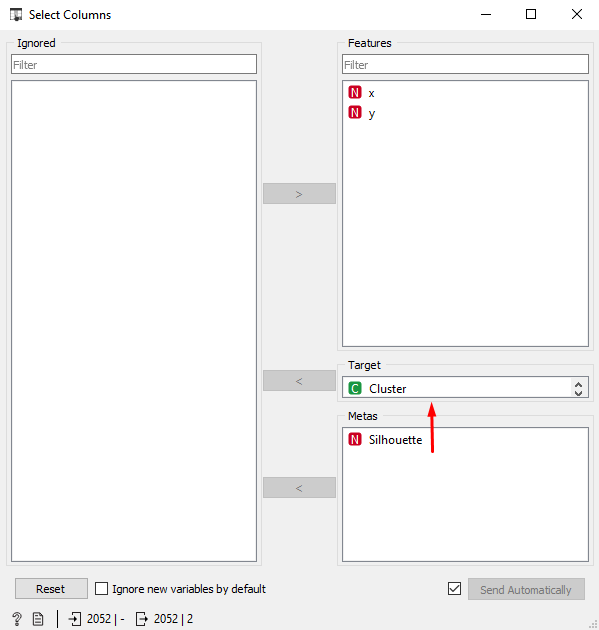 Select Columns
Ignored
Filter
Features
Filter
N x
N y
>
Target
<
C Cluster
Metas
N Silhouette
<
Reset
Ignore new variables by default
Send Automatically
? 2052 | - 2052 | 2